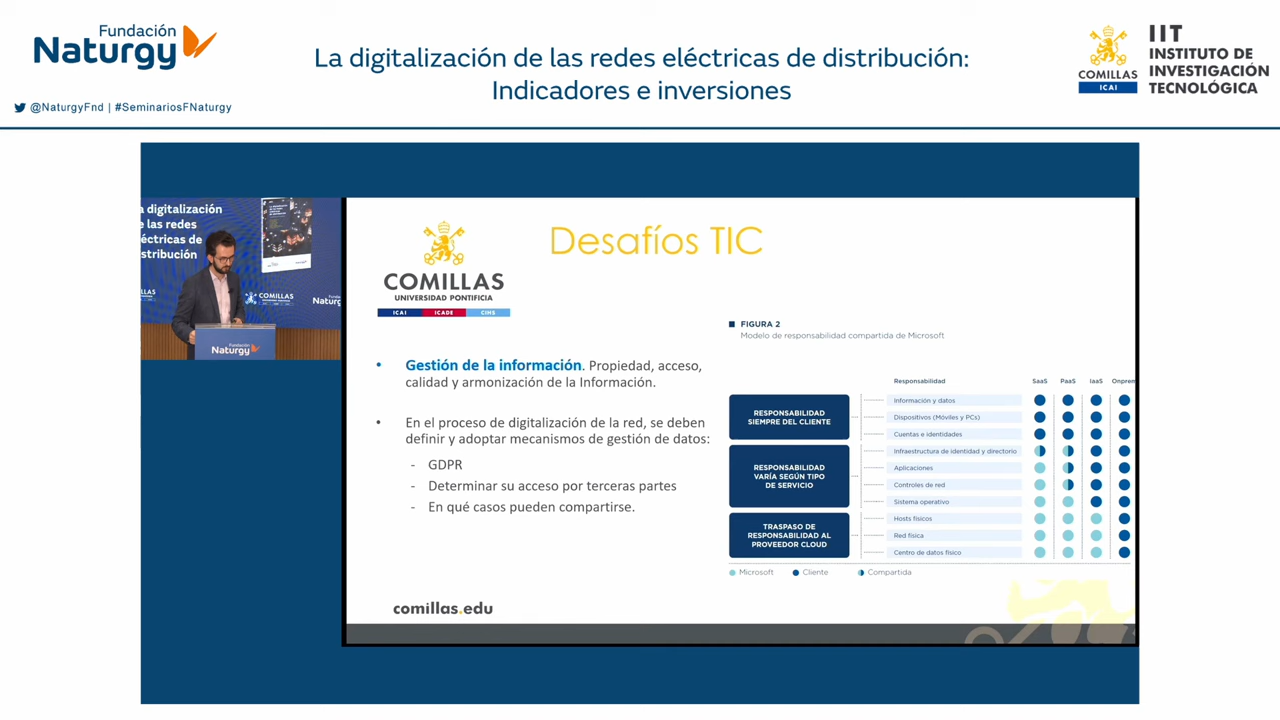 Fundación
Naturgy
@NaturgyFnd | #SeminariosFNaturgy
La digitalización de las redes eléctricas de distribución:
Indicadores e inversiones
COMILLAS
ICAI
IIT
INSTITUTO DE
INVESTIGACIÓN
TECNOLÓGICA
a digitalización
e las redes
éctricas de
stribución
COMILLAS
Naturg
Fundación
Naturgy
COMILLAS
UNIVERSIDAD PONTIFICIA
ICAI ICADE CIHS
Desafíos TIC
• Gestión de la información. Propiedad, acceso,
calidad y armonización de la Información.
• En el proceso de digitalización de la red, se deben
definir y adoptar mecanismos de gestión de datos:
- GDPR
- Determinar su acceso por terceras partes
- En qué casos pueden compartirse.
comillas.edu
FIGURA 2
Modelo de responsabilidad compartida de Microsoft
Responsabilidad SaaS PaaS IaaS Onprem
RESPONSABILIDAD
SIEMPRE DEL CLIENTE
Información y datos
Dispositivos (Móviles y PCs)
Cuentas e identidades
RESPONSABILIDAD
VARÍA SEGÚN TIPO
DE SERVICIO
Infraestructura de identidad y directorio
Aplicaciones
Controles de red
Sistema operativo
TRASPASO DE
RESPONSABILIDAD AL
PROVEEDOR CLOUD
Hosts físicos
Red física
Centro de datos físico
Microsoft Cliente Compartida